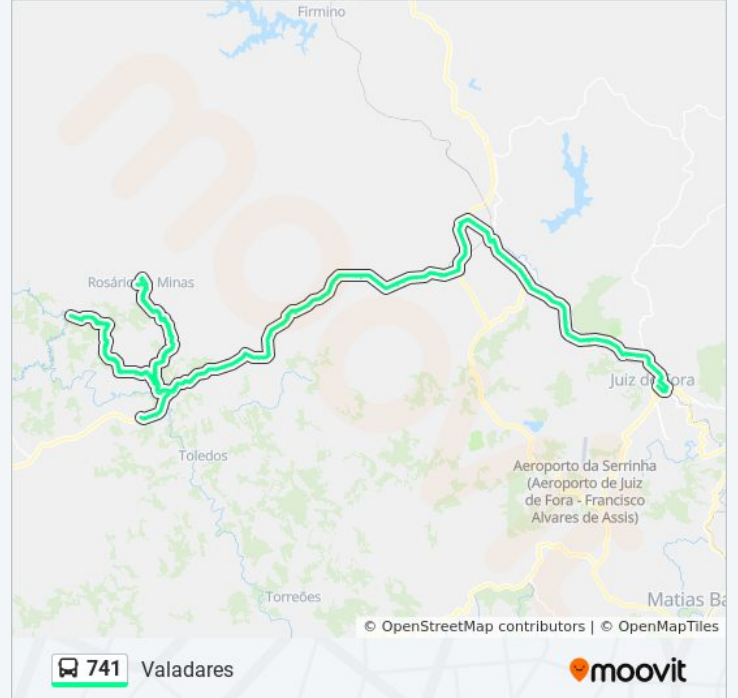 Firmino
Rosário Minas
Juiz de Fora
Toledos
Aeroporto da Serrinha
(Aeroporto de Juiz
de Fora - Francisco
Alvares de Assis)
Torreões
Matias Ba
© OpenStreetMap contributors | © OpenMapTiles
741 Valadares
moovit